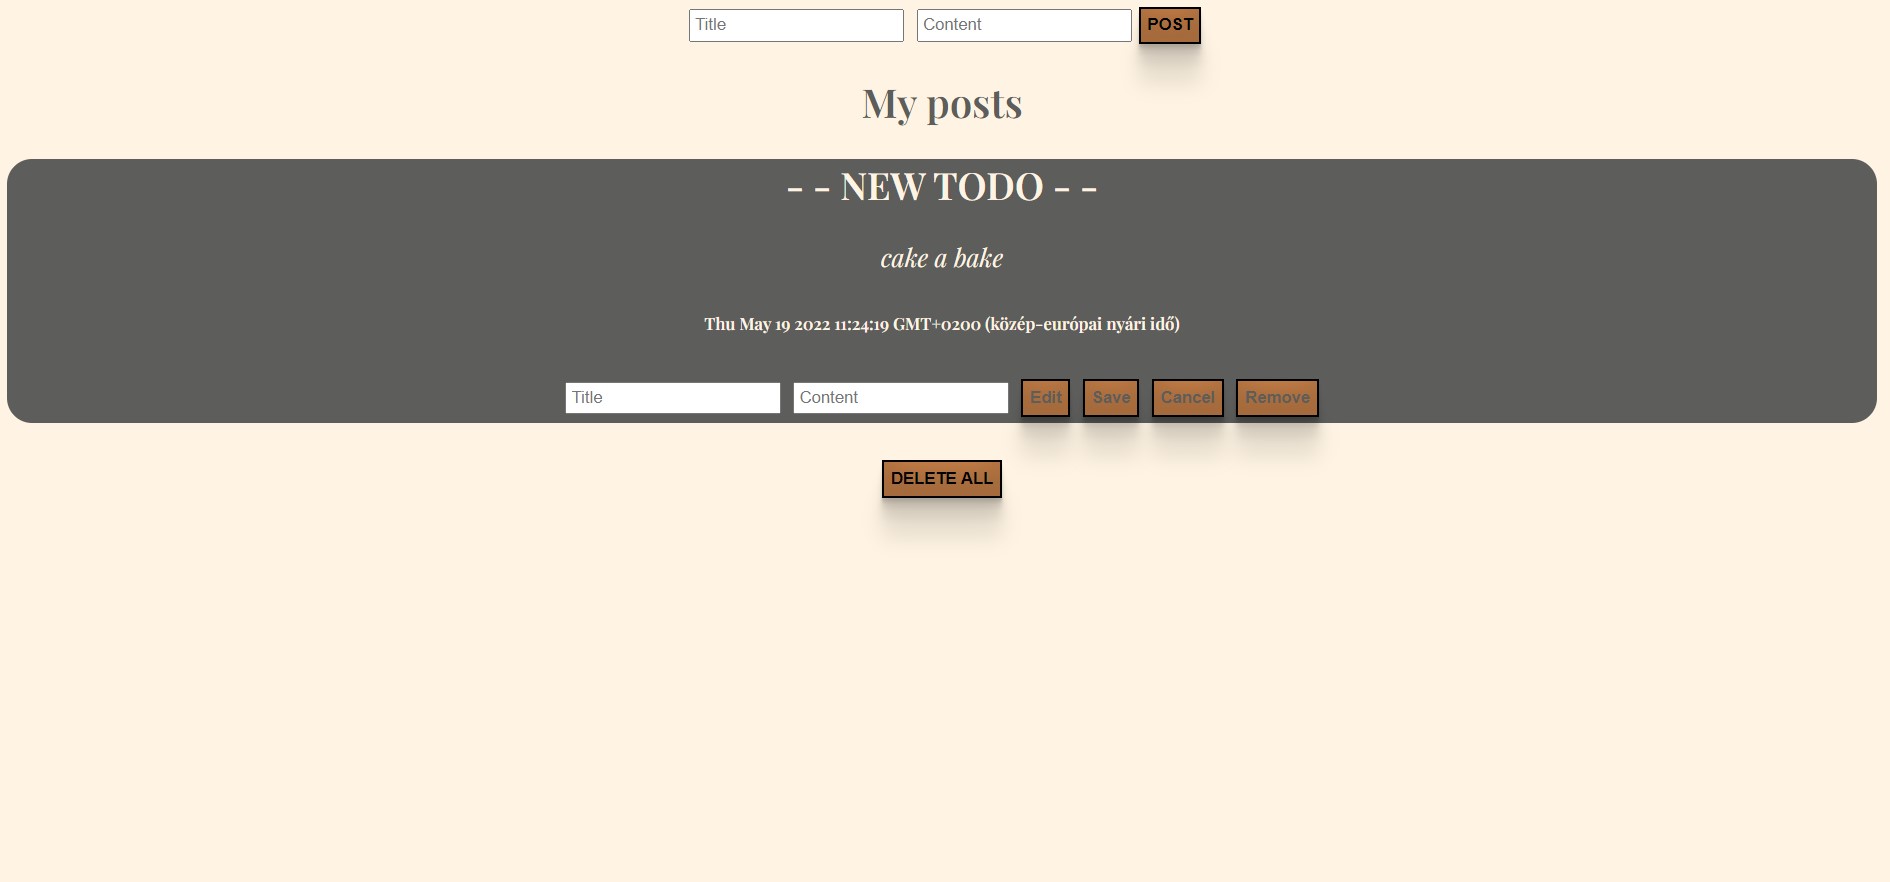 Title Content POST
My posts
- - NEW TODO - -
cake a bake
Thu May 19 2022 11:24:19 GMT+0200 (közép-európai nyári idő)
Title Content Edit Save Cancel Remove
DELETE ALL